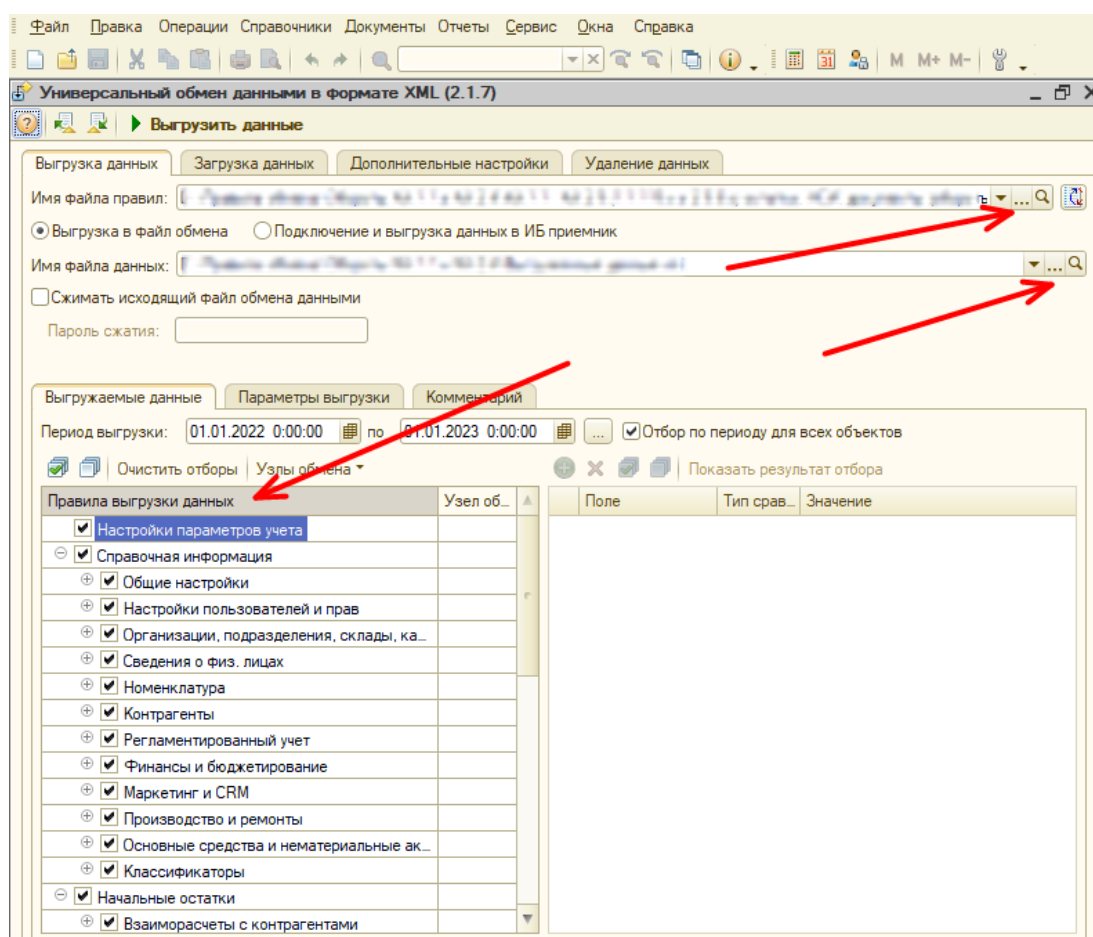 Файл Правка Операции Справочники Документы Отчеты Сервис Окна Справка
31 M M+ M-
Универсальный обмен данными в формате XML (2.1.7)
Выгрузить данные
Выгрузка данных Загрузка данных Дополнительные настройки Удаление данных
Имя файла правил:
Выгрузка в файл обмена Подключение и выгрузка данных в ИБ приемник
Имя файла данных:
Сжимать исходящий файл обмена данными
Пароль сжатия:
Выгружаемые данные Параметры выгрузки Комментарий
Период выгрузки: 01.01.2022 0:00:00 по 01.01.2023 0:00:00 ... Отбор по периоду для всех объектов
Очистить отборы Узлы обмена Показать результат отбора
Правила выгрузки данных Узел об... Поле Тип срав... Значение
Настройки параметров учета
Справочная информация
Общие настройки
Настройки пользователей и прав
Организации, подразделения, склады, ка...
Сведения о физ. лицах
Номенклатура
Контрагенты
Регламентированный учет
Финансы и бюджетирование
Маркетинг и CRM
Производство и ремонты
Основные средства и нематериальные ак...
Классификаторы
Начальные остатки
Взаиморасчеты с контрагентами